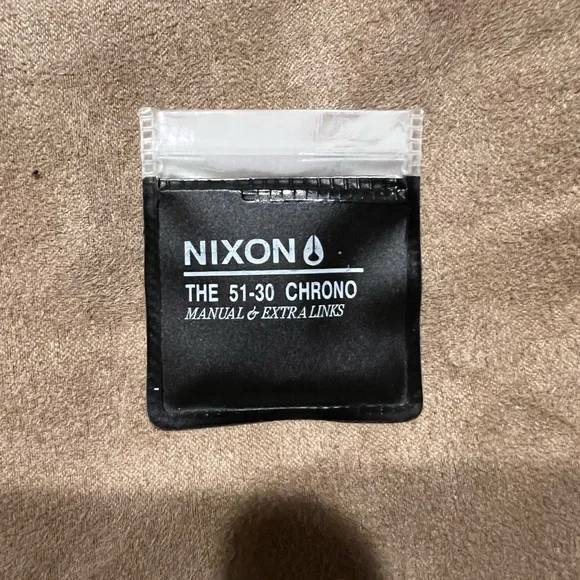 NIXON
THE 51-30 CHRONO
MANUAL & EXTRA LINKS